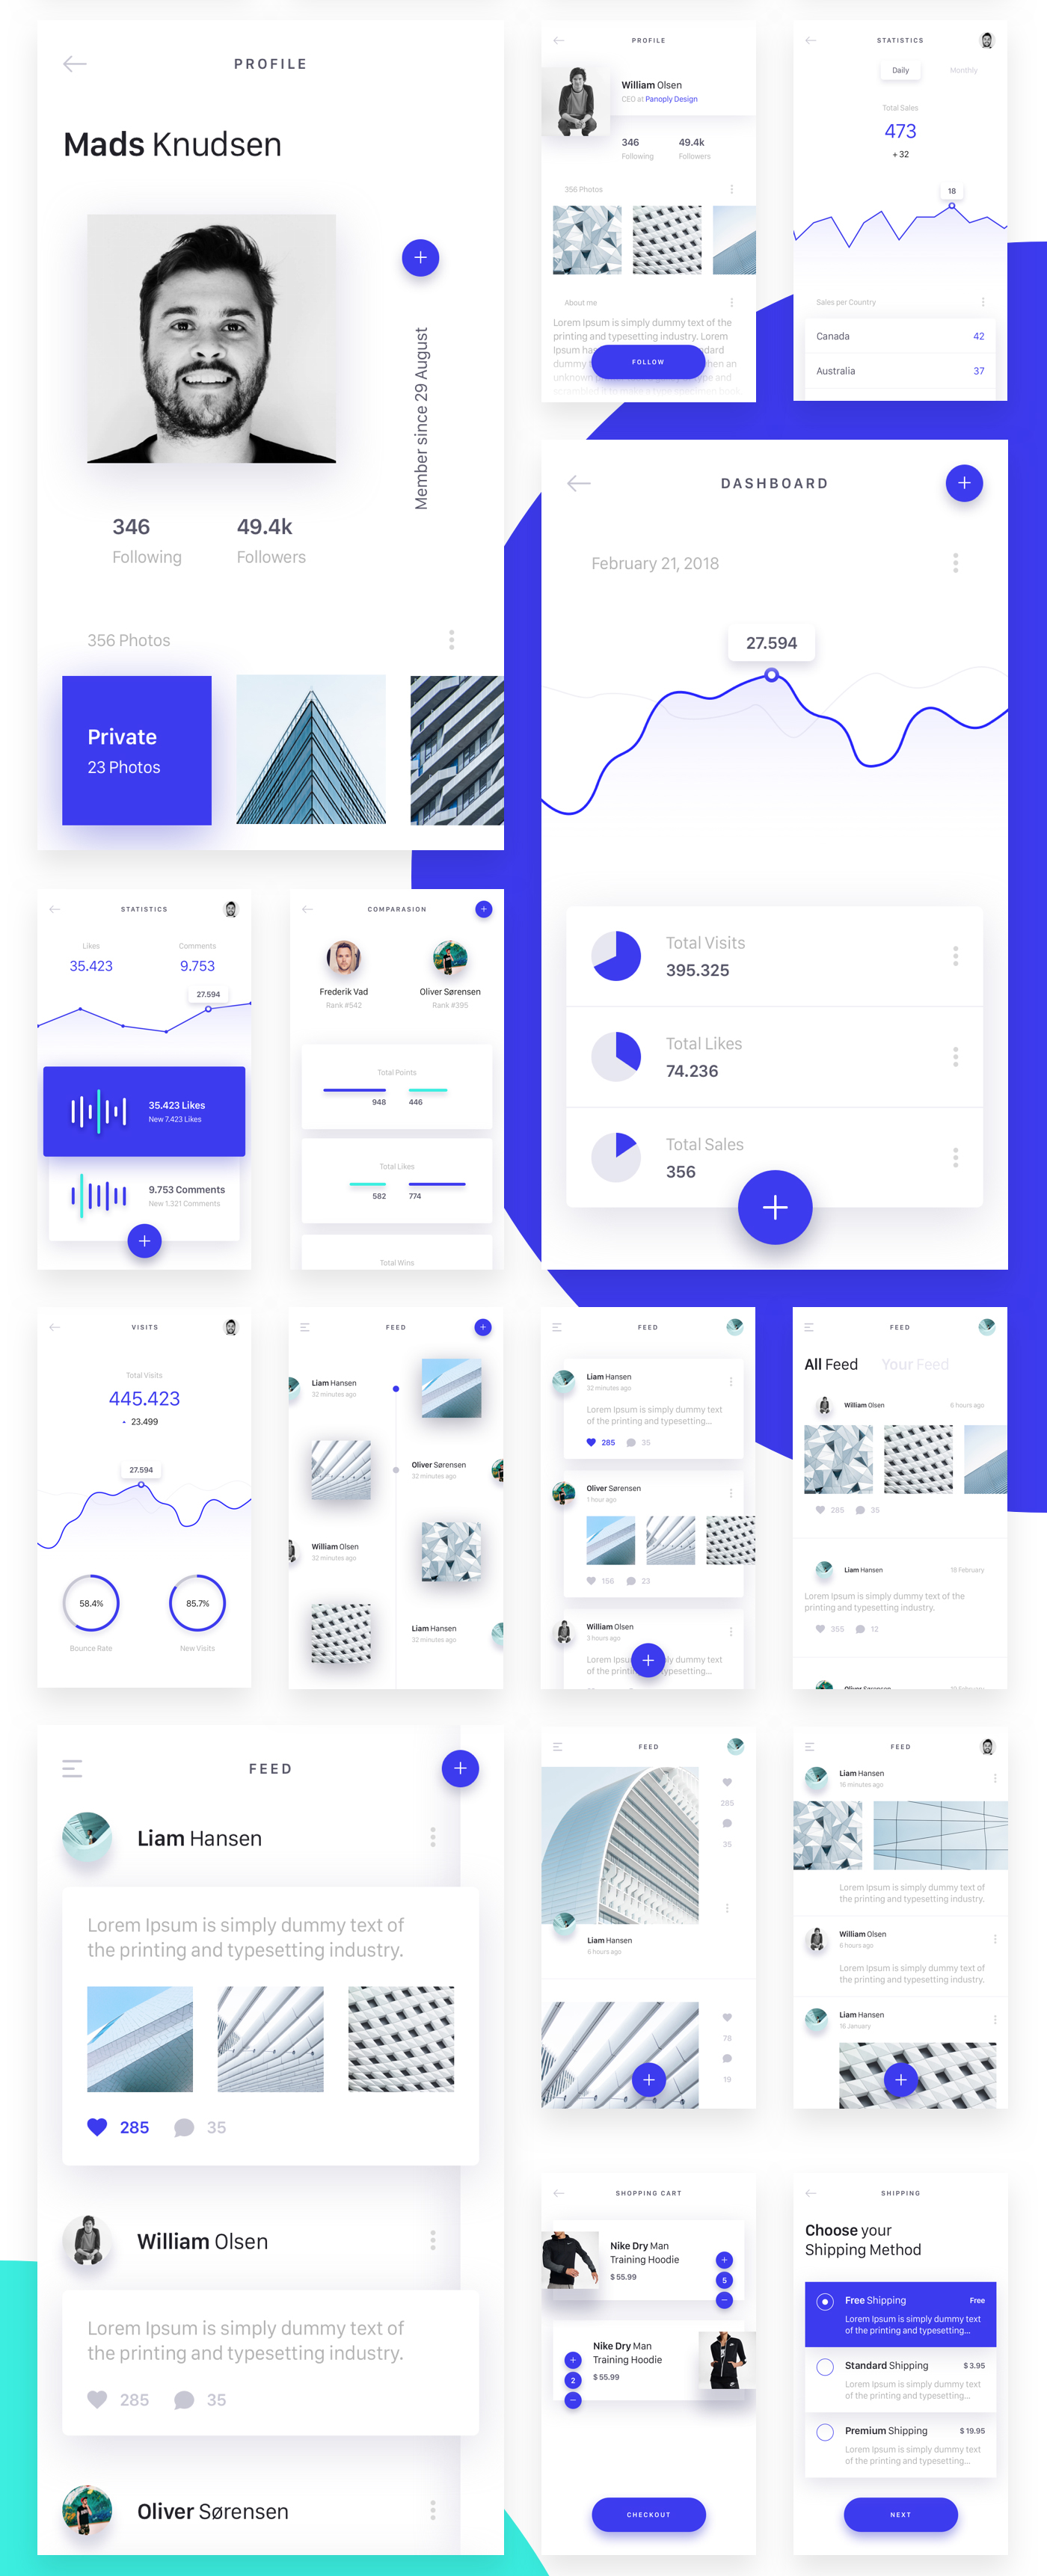 PROFILE
Mads Knudsen
Member since 29 August
346
Following
49.4k
Followers
356 Photos
Private
23 Photos
PROFILE
William Olsen
CEO at Panoply Design
346
Following
49.4k
Followers
356 Photos
About me
Lorem Ipsum is simply dummy text of the
printing and typesetting industry. Lorem
Ipsum
dummy
unknown
FOLLOW
STATISTICS
Daily
Monthly
Total Sales
473
+ 32
18
Sales per Country
Canada
42
Australia
37
DASHBOARD
February 21, 2018
27.594
Total Visits
395.325
Total Likes
74.236
Total Sales
356
STATISTICS
Likes
35.423
Comments
9.753
27.594
35.423 Likes
New 7.423 Likes
9.753 Comments
New 1.321 Comments
COMPARASION
Frederik Vad
Rank #542
Oliver Sørensen
Rank #395
Total Points
948
446
Total Likes
582
774
Total Wins
VISITS
Total Visits
445.423
23.499
27.594
58.4%
Bounce Rate
85.7%
New Visits
FEED
Liam Hansen
32 minutes ago
Oliver Sørensen
32 minutes ago
William Olsen
32 minutes ago
Liam Hansen
32 minutes ago
FEED
Liam Hansen
32 minutes ago
Lorem Ipsum is simply dummy text
of the printing and typesetting...
285
35
Oliver Sørensen
1 hour ago
156
23
William Olsen
3 hours ago
Lorem Ipsum dummy text
of the typesetting...
FEED
All Feed
Your Feed
William Olsen
6 hours ago
285
35
Liam Hansen
18 February
Lorem Ipsum is simply dummy text of the
printing and typesetting industry.
355
12
Oliver Sørensen
FEED
Liam Hansen
Lorem Ipsum is simply dummy text of
the printing and typesetting industry.
285
35
William Olsen
Lorem Ipsum is simply dummy text of
the printing and typesetting industry.
285
35
Oliver Sørensen
FEED
285
35
Liam Hansen
6 hours ago
78
19
FEED
Liam Hansen
16 minutes ago
Lorem Ipsum is simply dummy text of
the printing and typesetting industry.
William Olsen
6 hours ago
Lorem Ipsum is simply dummy text of
the printing and typesetting industry.
Liam Hansen
16 January
SHOPPING CART
Nike Dry Man
Training Hoodie
$ 55.99
5
Nike Dry Man
Training Hoodie
$ 55.99
2
CHECKOUT
SHIPPING
Choose your
Shipping Method
Free Shipping
Free
Lorem Ipsum is simply dummy text
of the printing and typesetting...
Standard Shipping
$ 3.95
Lorem Ipsum is simply dummy text
of the printing and typesetting...
Premium Shipping
$ 19.95
Lorem Ipsum is simply dummy text
of the printing and typesetting...
NEXT